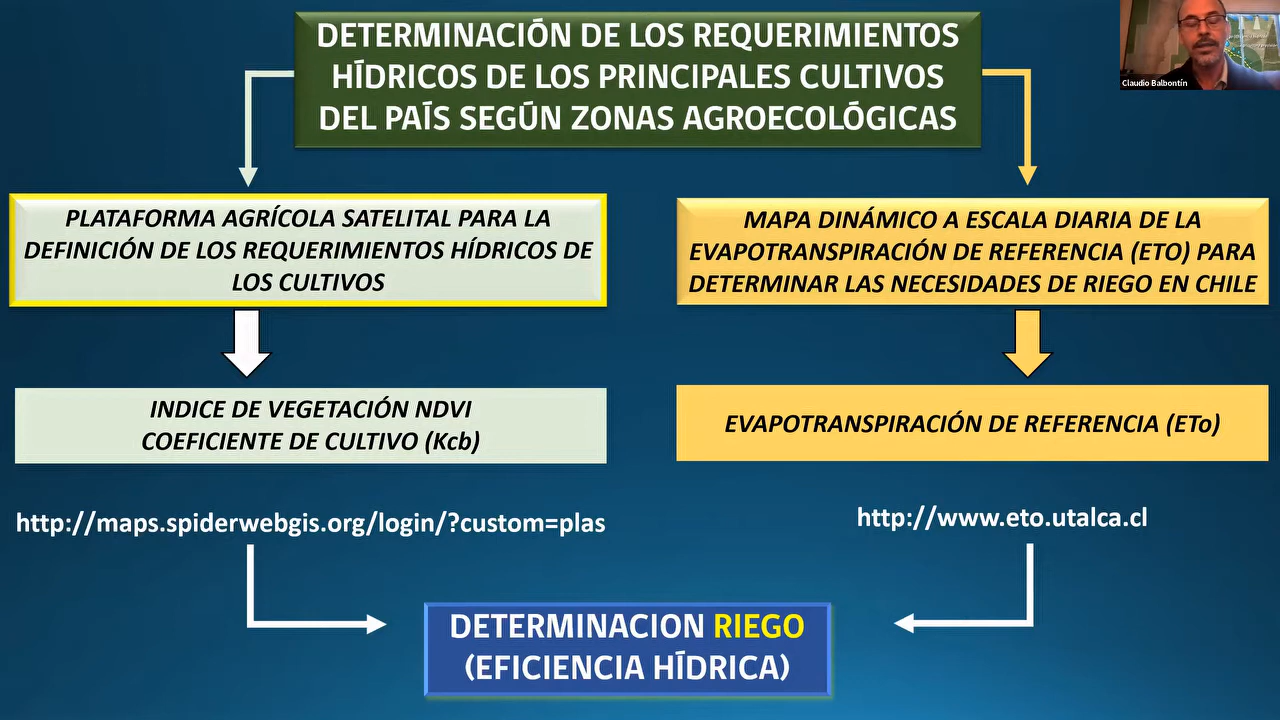 DETERMINACIÓN DE LOS REQUERIMIENTOS
HÍDRICOS DE LOS PRINCIPALES CULTIVOS
DEL PAÍS SEGÚN ZONAS AGROECOLÓGICAS
Claudio Balbontín
PLATAFORMA AGRÍCOLA SATELITAL PARA LA
DEFINICIÓN DE LOS REQUERIMIENTOS HÍDRICOS DE
LOS CULTIVOS
MAPA DINÁMICO A ESCALA DIARIA DE LA
EVAPOTRANSPIRACIÓN DE REFERENCIA (ETO) PARA
DETERMINAR LAS NECESIDADES DE RIEGO EN CHILE
INDICE DE VEGETACIÓN NDVI
COEFICIENTE DE CULTIVO (Kcb)
EVAPOTRANSPIRACIÓN DE REFERENCIA (ETo)
http://maps.spiderwebgis.org/login/?custom=plas
http://www.eto.utalca.cl
DETERMINACION RIEGO
(EFICIENCIA HÍDRICA)